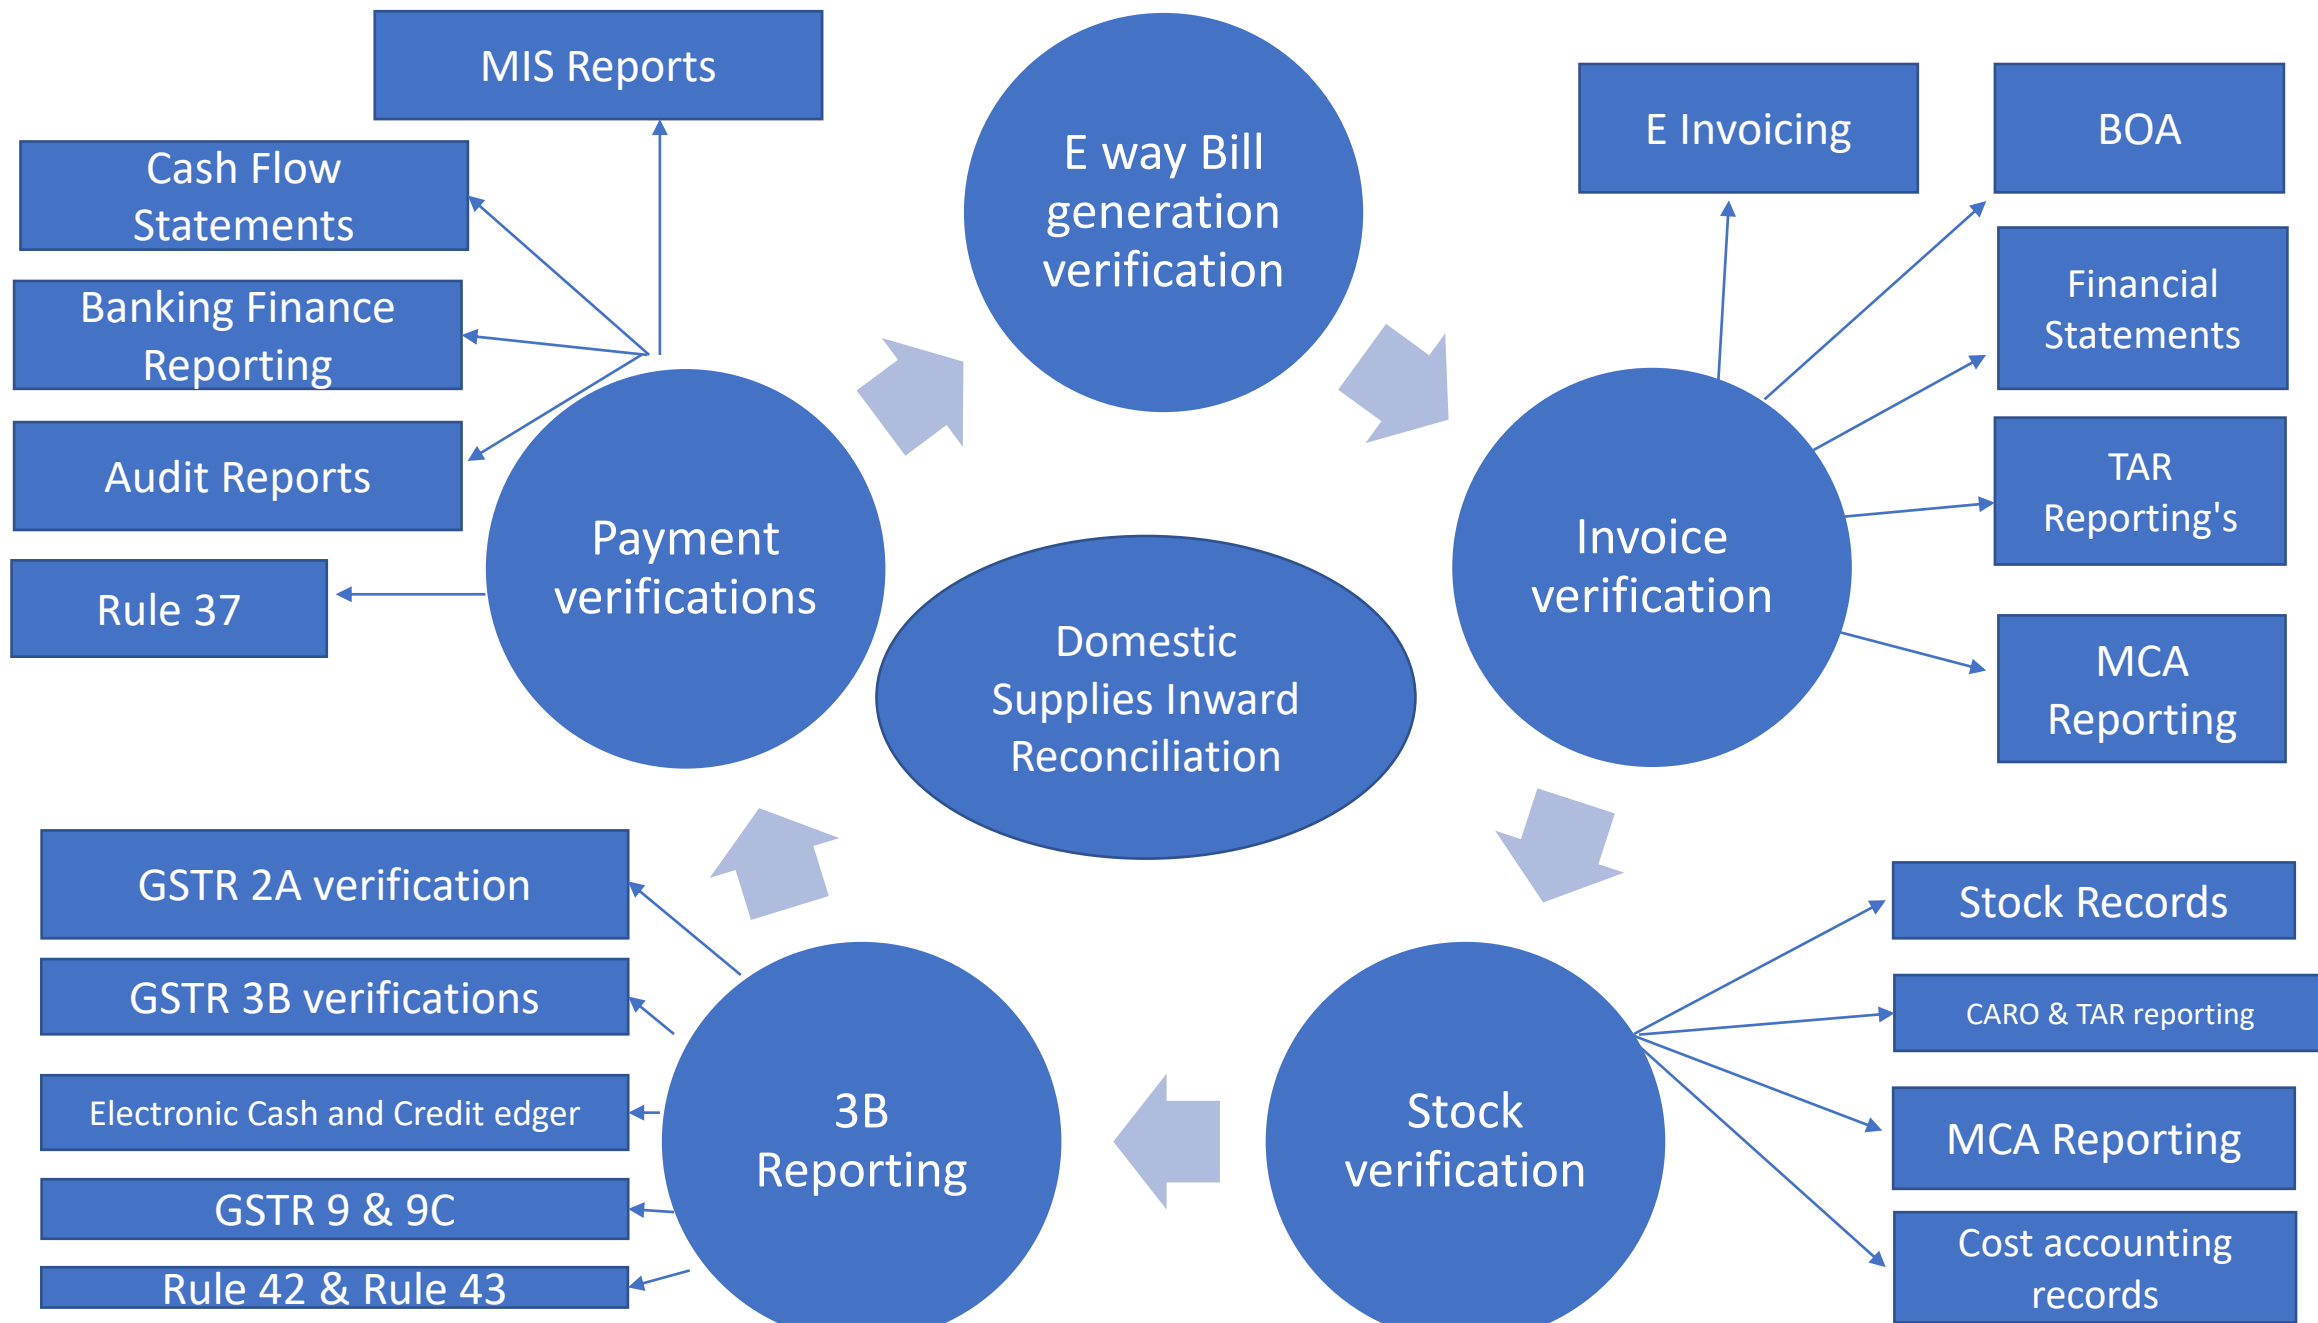 MIS Reports
Cash Flow
Statements
Banking Finance
Reporting
Audit Reports
Rule 37
Payment
verifications
E way Bill
generation
verification
E Invoicing
BOA
Financial
Statements
TAR
Reporting's
MCA
Reporting
Invoice
verification
Domestic
Supplies Inward
Reconciliation
GSTR 2A verification
GSTR 3B verifications
Electronic Cash and Credit edger
GSTR 9 & 9C
Rule 42 & Rule 43
3B
Reporting
Stock
verification
Stock Records
CARO & TAR reporting
MCA Reporting
Cost accounting
records